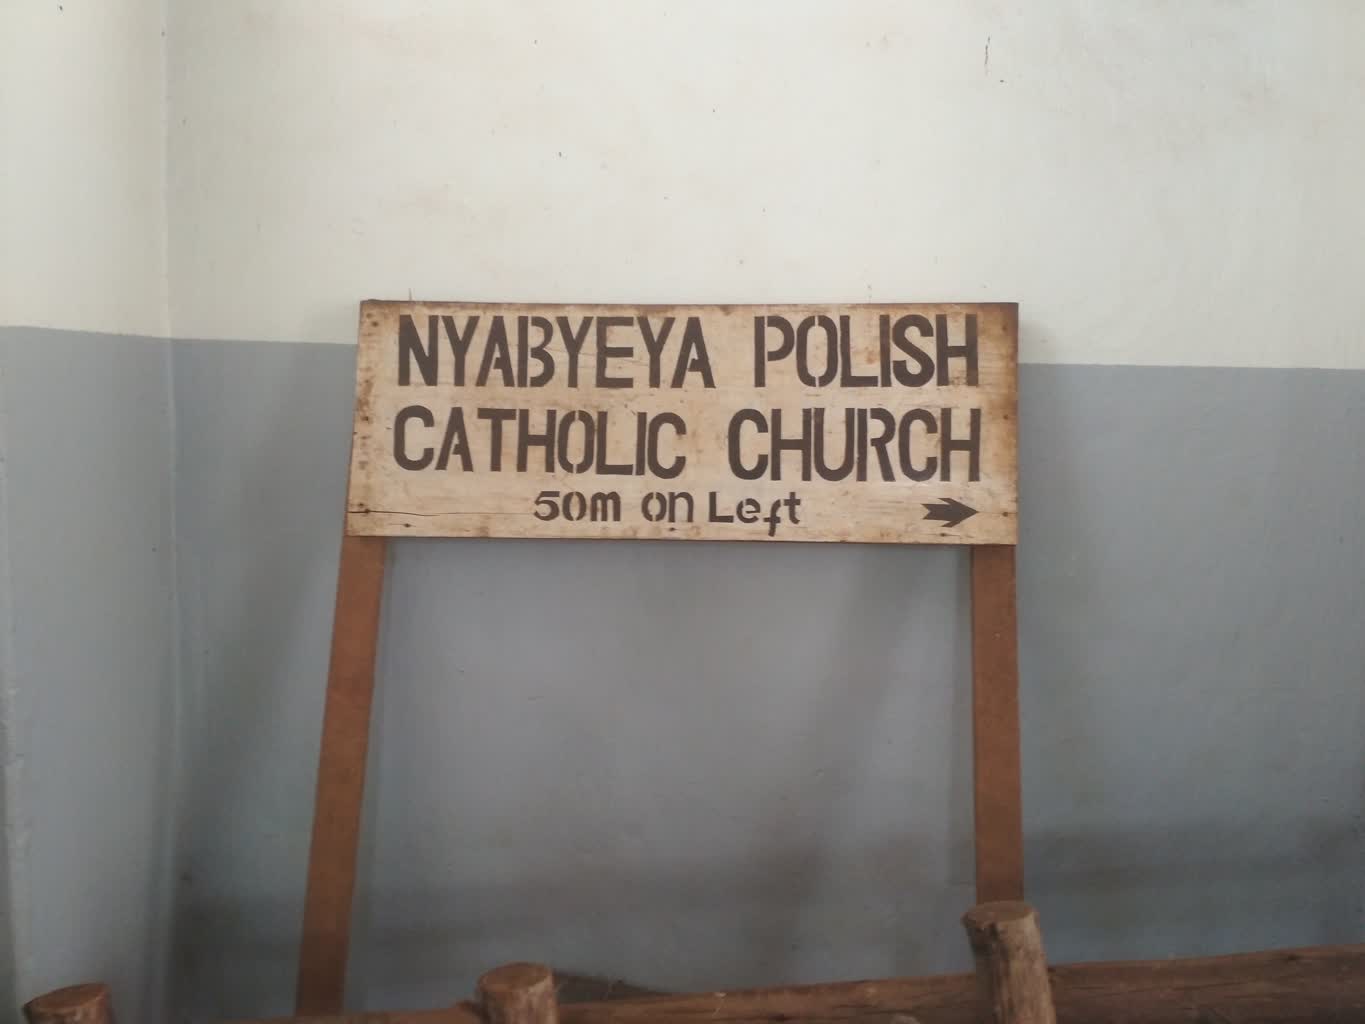 NYABYEYA POLISH
CATHOLIC CHURCH
50m on Left